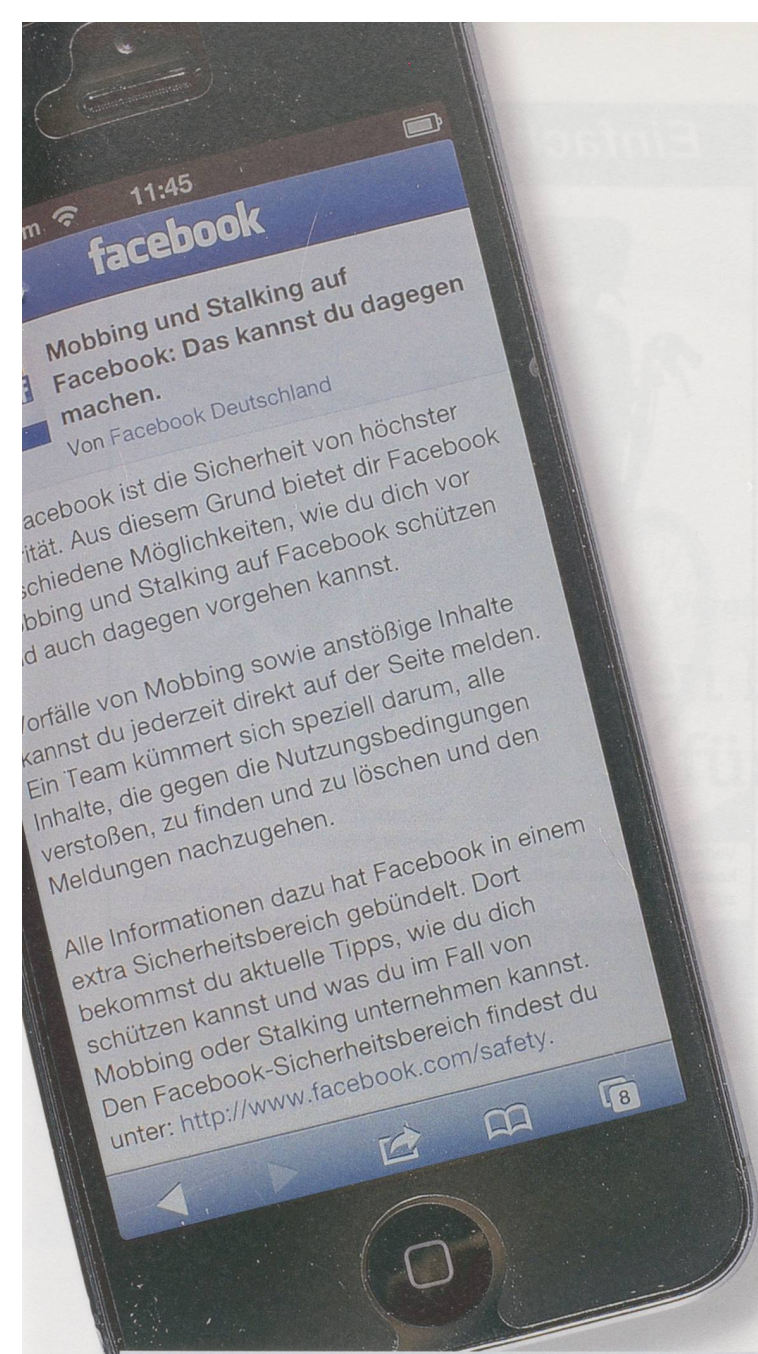 m 11:45
facebook
Mobbing und Stalking auf
Facebook: Das kannst du dagegen
machen.
Von Facebook Deutschland
acebook ist die Sicherheit von höchster
ität. Aus diesem Grund bietet dir Facebook
schiedene Möglichkeiten, wie du dich vor
bbing und Stalking auf Facebook schützen
d auch dagegen vorgehen kannst.
Vorfälle von Mobbing sowie anstößige Inhalte
kannst du jederzeit direkt auf der Seite melden.
Ein Team kümmert sich speziell darum, alle
Inhalte, die gegen die Nutzungsbedingungen
verstoßen, zu finden und zu löschen und den
Meldungen nachzugehen.
Alle Informationen dazu hat Facebook in einem
extra Sicherheitsbereich gebündelt. Dort
bekommst du aktuelle Tipps, wie du dich
schützen kannst und was du im Fall von
Mobbing oder Stalking unternehmen kannst.
Den Facebook-Sicherheitsbereich findest du
unter: http://www.facebook.com/safety.
8